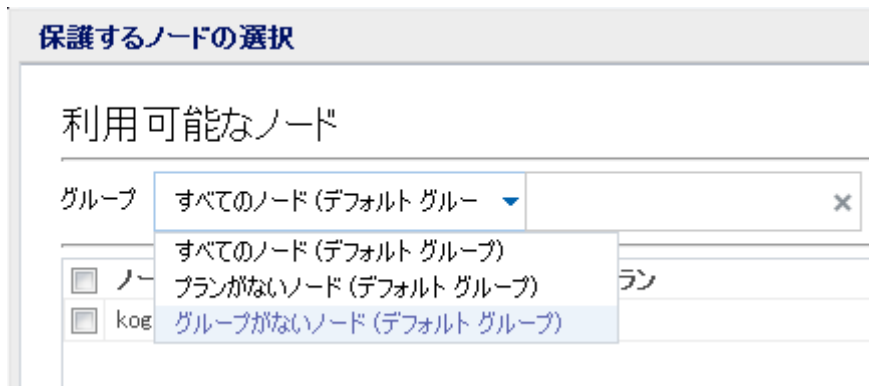 保護するノードの選択
利用可能なノード
グループ すべてのノード (デフォルト グルー
すべてのノード (デフォルト グループ)
プランがないノード (デフォルト グループ)
グループがないノード (デフォルト グループ)
ノー
ラン
kog